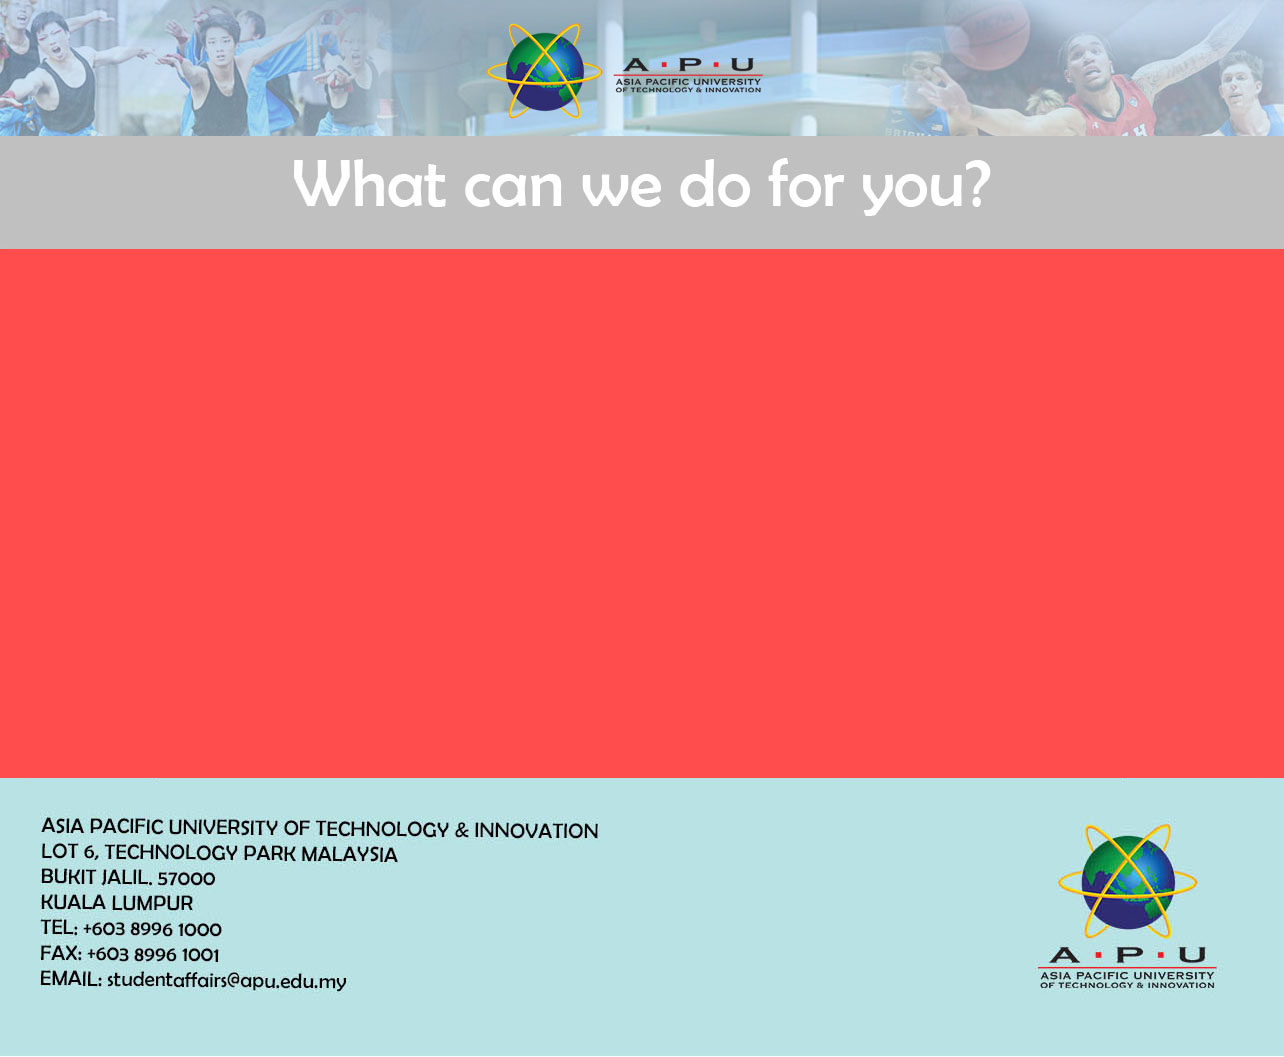 A·P·U
ASIA PACIFIC UNIVERSITY
OF TECHNOLOGY & INNOVATION
What can we do for you?
ASIA PACIFIC UNIVERSITY OF TECHNOLOGY & INNOVATION
LOT 6, TECHNOLOGY PARK MALAYSIA
BUKIT JALIL. 57000
KUALA LUMPUR
TEL: +603 8996 1000
FAX: +603 8996 1001
EMAIL: studentaffairs@apu.edu.my
A·P·U
ASIA PACIFIC UNIVERSITY
OF TECHNOLOGY & INNOVATION